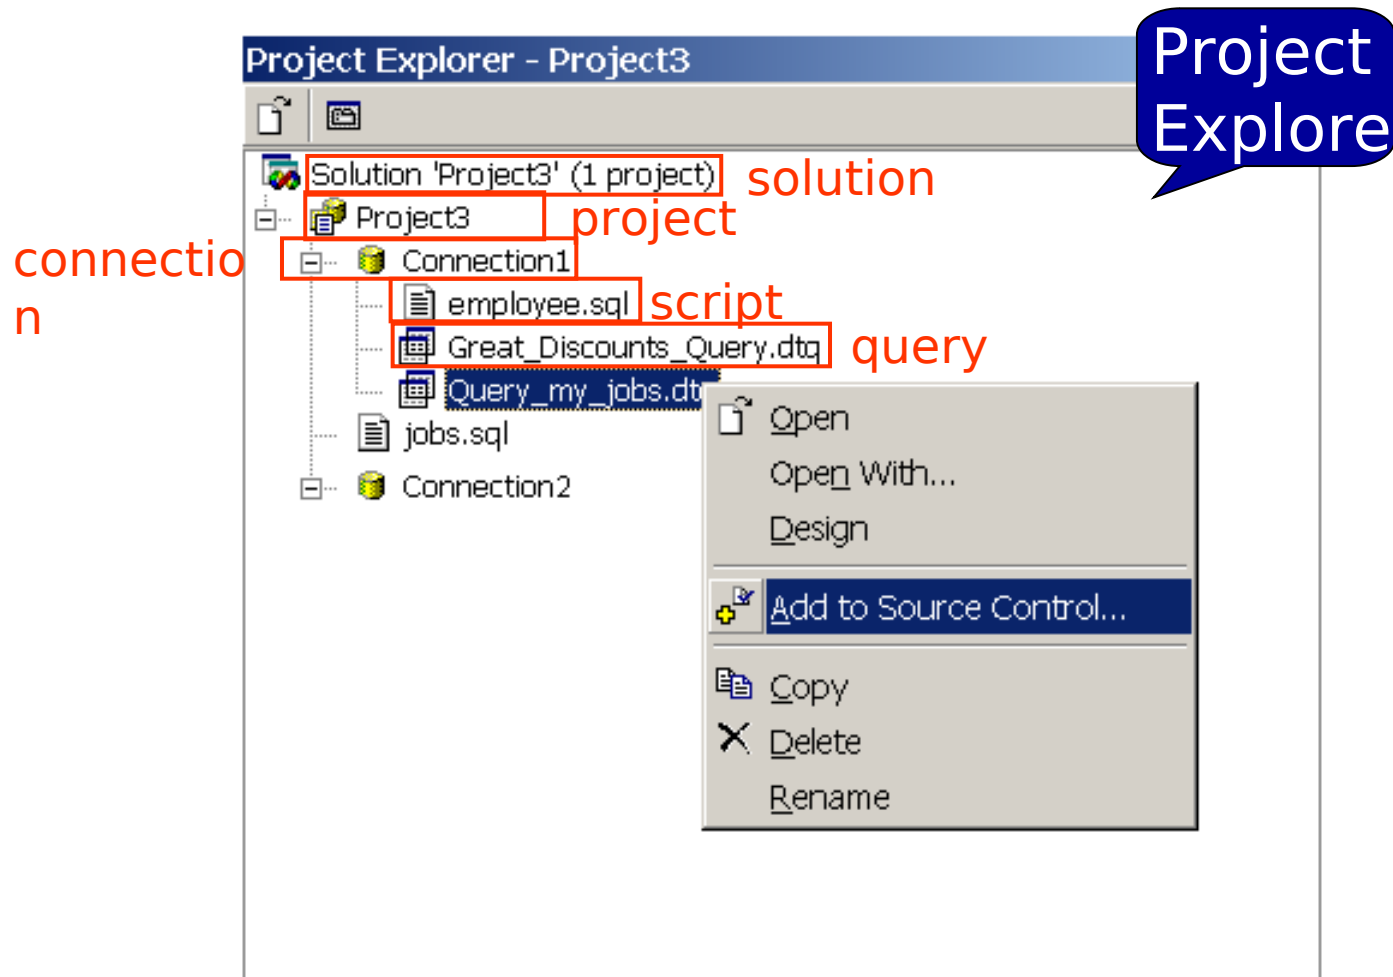 Project
Explore
Project Explorer - Project3
Solution 'Project3' (1 project)
solution
Project3
project
connectio
n
Connection1
employee.sql
script
Great_Discounts_Query.dtq
query
Query_my_jobs.dt
jobs.sql
Connection2
Open
Open With...
Design
Add to Source Control...
Copy
Delete
Rename